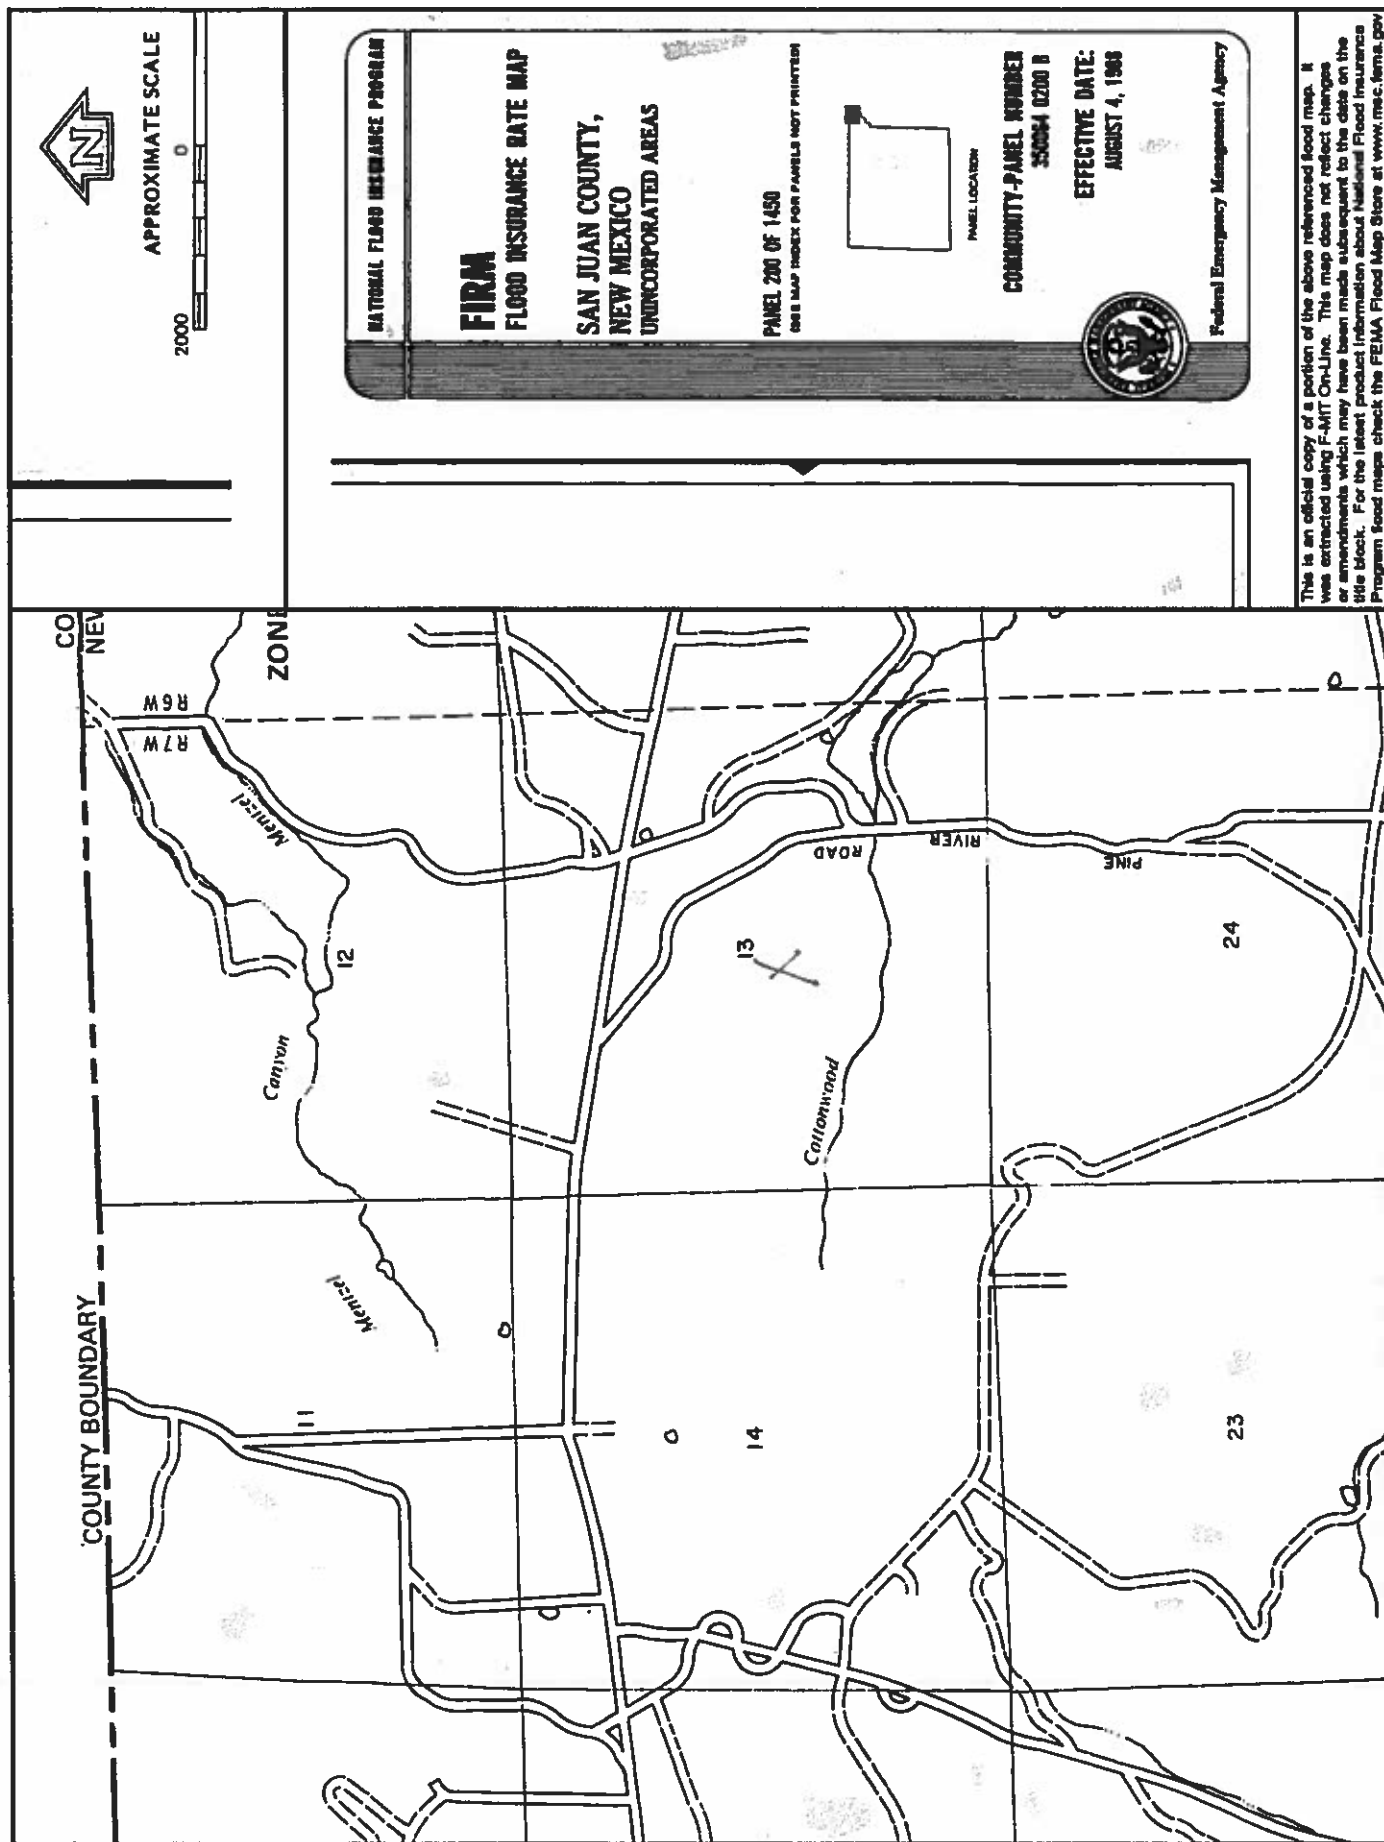 APPROXIMATE SCALE
2000 0
N
NATIONAL FLOOD INSURANCE PROGRAM
FIRM
FLOOD INSURANCE RATE MAP
SAN JUAN COUNTY,
NEW MEXICO
UNINCORPORATED AREAS
PANEL 200 OF 1450
(SEE MAP INDEX FOR PANELS NOT PRINTED)
PANEL LOCATION
COMMUNITY-PANEL NUMBER
350064 0200 B
EFFECTIVE DATE:
AUGUST 4, 1988
Federal Emergency Management Agency
This is an official copy of a portion of the above referenced flood map. It
was extracted using F-MIT On-Line. This map does not reflect changes
or amendments which may have been made subsequent to the date on the
title block. For the latest product information about National Flood Insurance
Program flood maps check the FEMA Flood Map Store at www.msc.fema.gov
COUNTY BOUNDARY
CO
NEV
ZONE
R7W
R6W
Menizel
Canyon
Menizel
11
12
14
13
Cottonwood
ROAD
RIVER
PINE
23
24